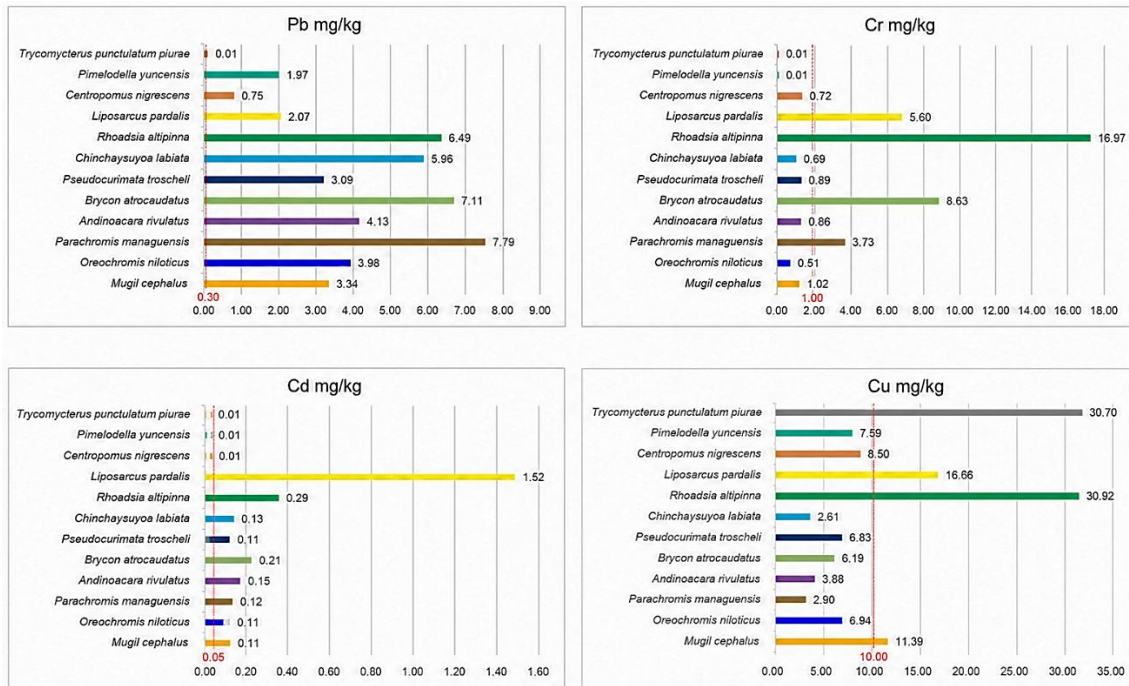 Pb mg/kg
Trycomycterus punctulatum piurae 0.01
Pimelodella yuncensis 1.97
Centropomus nigrescens 0.75
Liposarcus pardalis 2.07
Rhoadsia altipinna 6.49
Chinchaysuyoa labiata 5.96
Pseudocurimata troscheli 3.09
Brycon atrocaudatus 7.11
Andinoacara rivulatus 4.13
Parachromis managuensis 7.79
Oreochromis niloticus 3.98
Mugil cephalus 3.34
0.30
0.00 1.00 2.00 3.00 4.00 5.00 6.00 7.00 8.00 9.00
Cr mg/kg
Trycomycterus punctulatum piurae 0.01
Pimelodella yuncensis 0.01
Centropomus nigrescens 0.72
Liposarcus pardalis 5.60
Rhoadsia altipinna 16.97
Chinchaysuyoa labiata 0.69
Pseudocurimata troscheli 0.89
Brycon atrocaudatus 8.63
Andinoacara rivulatus 0.86
Parachromis managuensis 3.73
Oreochromis niloticus 0.51
Mugil cephalus 1.02
1.00
0.00 2.00 4.00 6.00 8.00 10.00 12.00 14.00 16.00 18.00
Cd mg/kg
Trycomycterus punctulatum piurae 0.01
Pimelodella yuncensis 0.01
Centropomus nigrescens 0.01
Liposarcus pardalis 1.52
Rhoadsia altipinna 0.29
Chinchaysuyoa labiata 0.13
Pseudocurimata troscheli 0.11
Brycon atrocaudatus 0.21
Andinoacara rivulatus 0.15
Parachromis managuensis 0.12
Oreochromis niloticus 0.11
Mugil cephalus 0.11
0.05
0.00 0.20 0.40 0.60 0.80 1.00 1.20 1.40 1.60
Cu mg/kg
Trycomycterus punctulatum piurae 30.70
Pimelodella yuncensis 7.59
Centropomus nigrescens 8.50
Liposarcus pardalis 16.66
Rhoadsia altipinna 30.92
Chinchaysuyoa labiata 2.61
Pseudocurimata troscheli 6.83
Brycon atrocaudatus 6.19
Andinoacara rivulatus 3.88
Parachromis managuensis 2.90
Oreochromis niloticus 6.94
Mugil cephalus 11.39
10.00
0.00 5.00 10.00 15.00 20.00 25.00 30.00 35.00